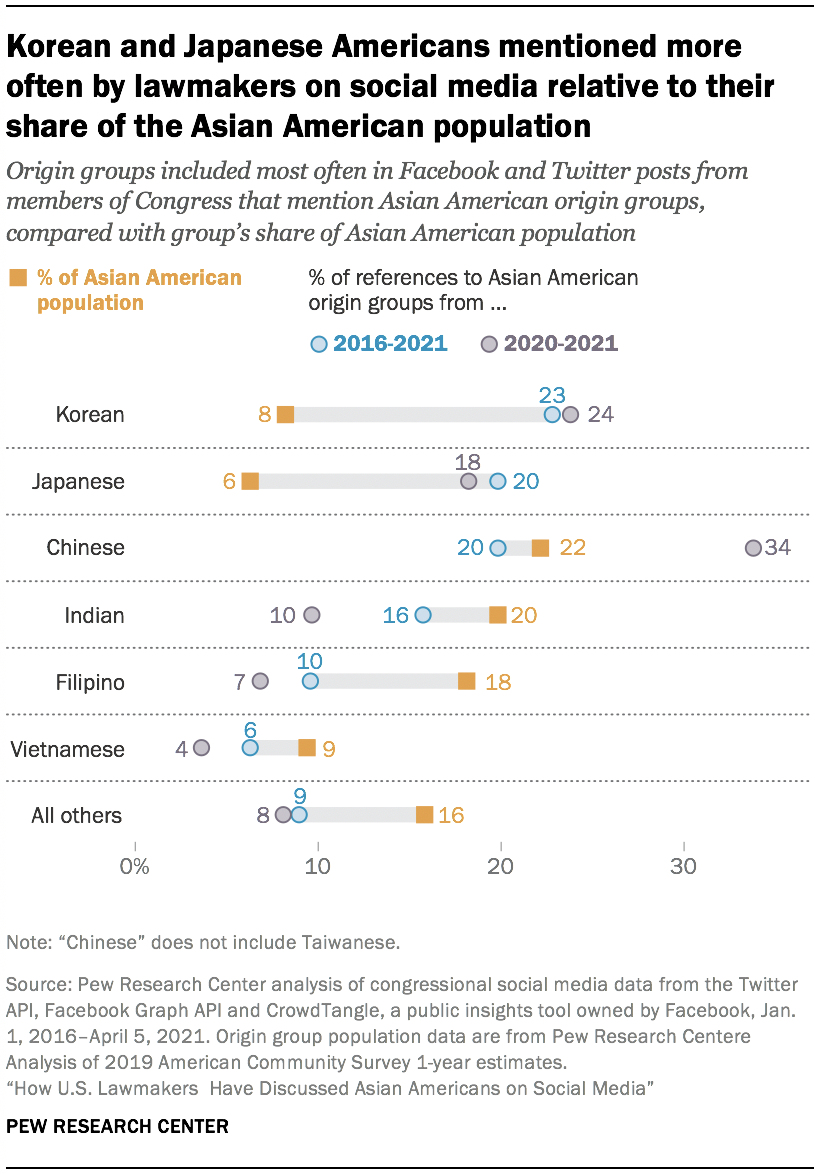 Korean and Japanese Americans mentioned more
often by lawmakers on social media relative to their
share of the Asian American population
Origin groups included most often in Facebook and Twitter posts from
members of Congress that mention Asian American origin groups,
compared with group’s share of Asian American population
% of Asian American
population
% of references to Asian American
origin groups from ...
2016-2021 2020-2021
Korean 8 23 24
Japanese 6 18 20
Chinese 20 22 34
Indian 10 16 20
Filipino 7 10 18
Vietnamese 4 6 9
All others 8 9 16
0% 10 20 30
Note: “Chinese” does not include Taiwanese.
Source: Pew Research Center analysis of congressional social media data from the Twitter
API, Facebook Graph API and CrowdTangle, a public insights tool owned by Facebook, Jan.
1, 2016–April 5, 2021. Origin group population data are from Pew Research Centere
Analysis of 2019 American Community Survey 1-year estimates.
“How U.S. Lawmakers Have Discussed Asian Americans on Social Media”
PEW RESEARCH CENTER